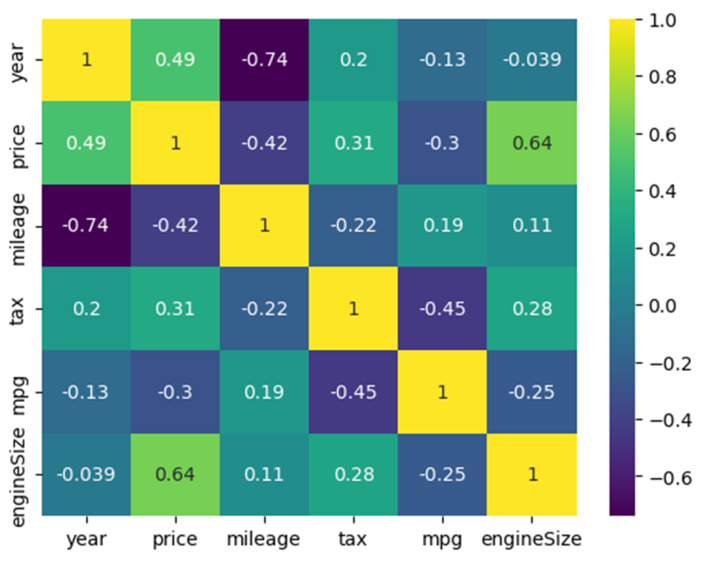 year 1 0.49 -0.74 0.2 -0.13 -0.039
price 0.49 1 -0.42 0.31 -0.3 0.64
mileage -0.74 -0.42 1 -0.22 0.19 0.11
tax 0.2 0.31 -0.22 1 -0.45 0.28
mpg -0.13 -0.3 0.19 -0.45 1 -0.25
engineSize -0.039 0.64 0.11 0.28 -0.25 1
year price mileage tax mpg engineSize
1.0
0.8
0.6
0.4
0.2
0.0
−0.2
−0.4
−0.6